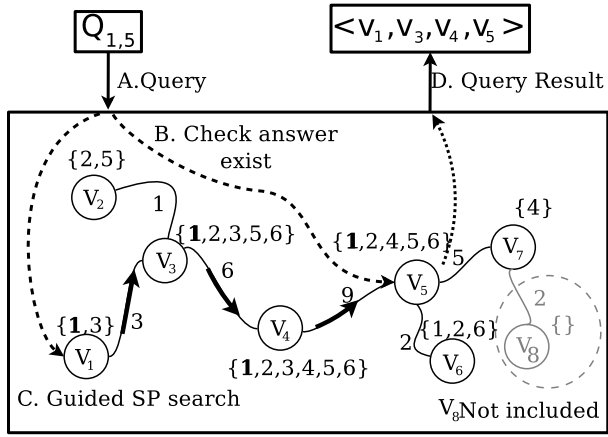 Q1,5
<v1,v3,v4,v5>
A.Query
D. Query Result
B. Check answer
exist
{2,5}
V2
1
{4}
{1,2,3,5,6}
{1,2,4,5,6}
V7
V3
6
5
V5
9
2
{1,3}
3
V4
{1,2,6}
V8
{}
V1
2
V6
{1,2,3,4,5,6}
C. Guided SP search
V8Not included